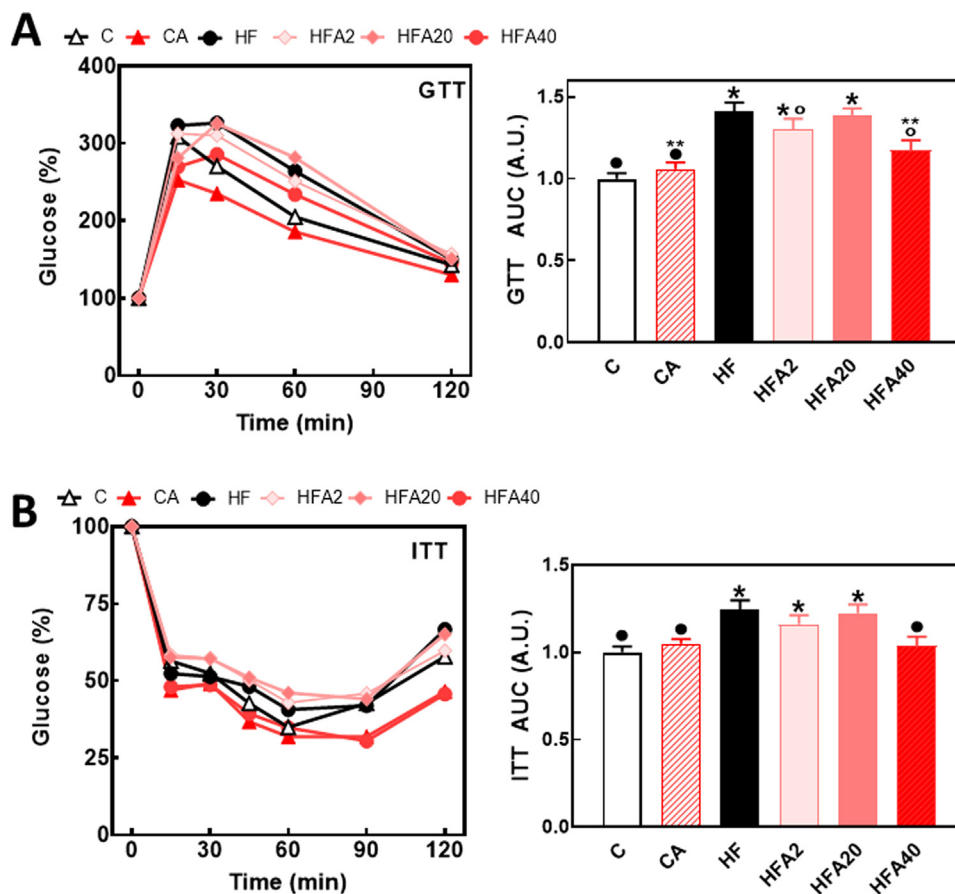 A
C CA HF HFA2 HFA20 HFA40
GTT
Glucose (%)
400
300
200
100
0 30 60 90 120
Time (min)
GTT AUC (A.U.)
1.5
1.0
1.0
0.0
* * o * ** o
● ** ●
C CA HF HFA2 HFA20 HFA40
B
C CA HF HFA2 HFA20 HFA40
ITT
Glucose (%)
100
75
50
25
0
0 30 60 90 120
Time (min)
ITT AUC (A.U.)
1.5
1.0
1.0
0.0
● ● * * * ●
C CA HF HFA2 HFA20 HFA40